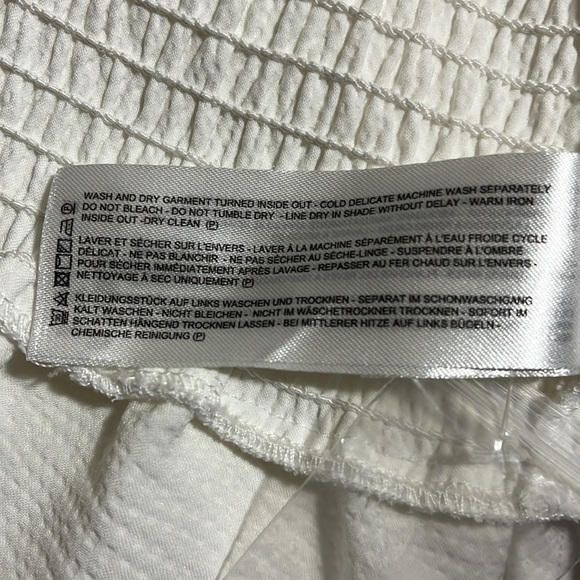 WASH AND DRY GARMENT TURNED INSIDE OUT - COLD DELICATE MACHINE WASH SEPARATELY
DO NOT BLEACH - DO NOT TUMBLE DRY - LINE DRY IN SHADE WITHOUT DELAY - WARM IRON
INSIDE OUT -DRY CLEAN Ⓟ
LAVER ET SÉCHER SUR L'ENVERS - LAVER À LA MACHINE SÉPARÉMENT À L'EAU FROIDE CYCLE
DÉLICAT - NE PAS BLANCHIR - NE PAS SÉCHER AU SÈCHE-LINGE - SUSPENDRE À L'OMBRE
POUR SÉCHER IMMÉDIATEMENT APRÈS LAVAGE - REPASSER AU FER CHAUD SUR L'ENVERS -
NETTOYAGE À SEC UNIQUEMENT Ⓟ
KLEIDUNGSSTÜCK AUF LINKS WASCHEN UND TROCKNEN - SEPARAT IM SCHONWASCHGANG
KALT WASCHEN - NICHT BLEICHEN - NICHT IM WÄSCHETROCKNER TROCKNEN - SOFORT IM
SCHATTEN HÄNGEND TROCKNEN LASSEN - BEI MITTLERER HITZE AUF LINKS BÜGELN -
CHEMISCHE REINIGUNG Ⓟ